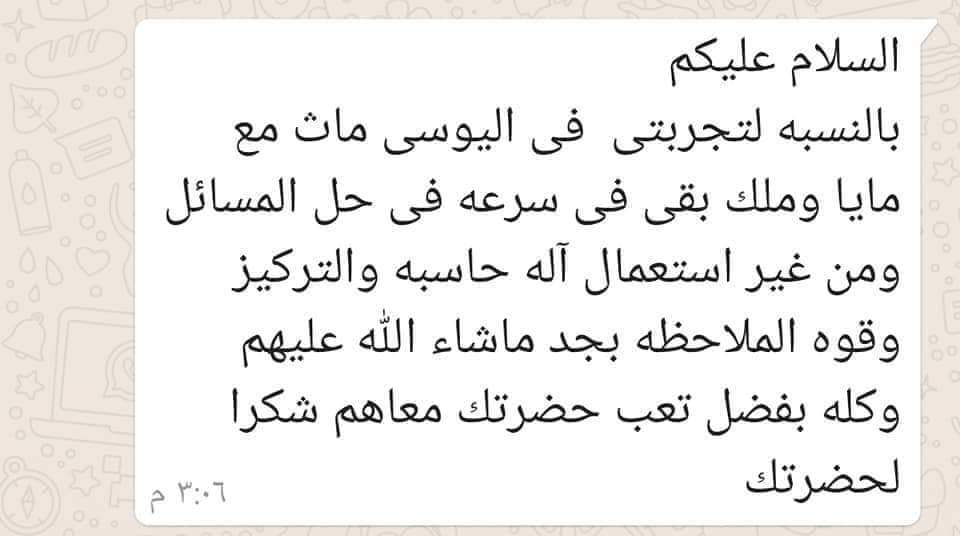 السلام عليكم
بالنسبه لتجربتى  فى اليوسى ماث مع
مايا وملك بقى فى سرعه فى حل المسائل
ومن غير استعمال آله حاسبه والتركيز
وقوه الملاحظه بجد ماشاء الله عليهم
وكله بفضل تعب حضرتك معاهم شكرا
لحضرتك
٣:٠٦ م